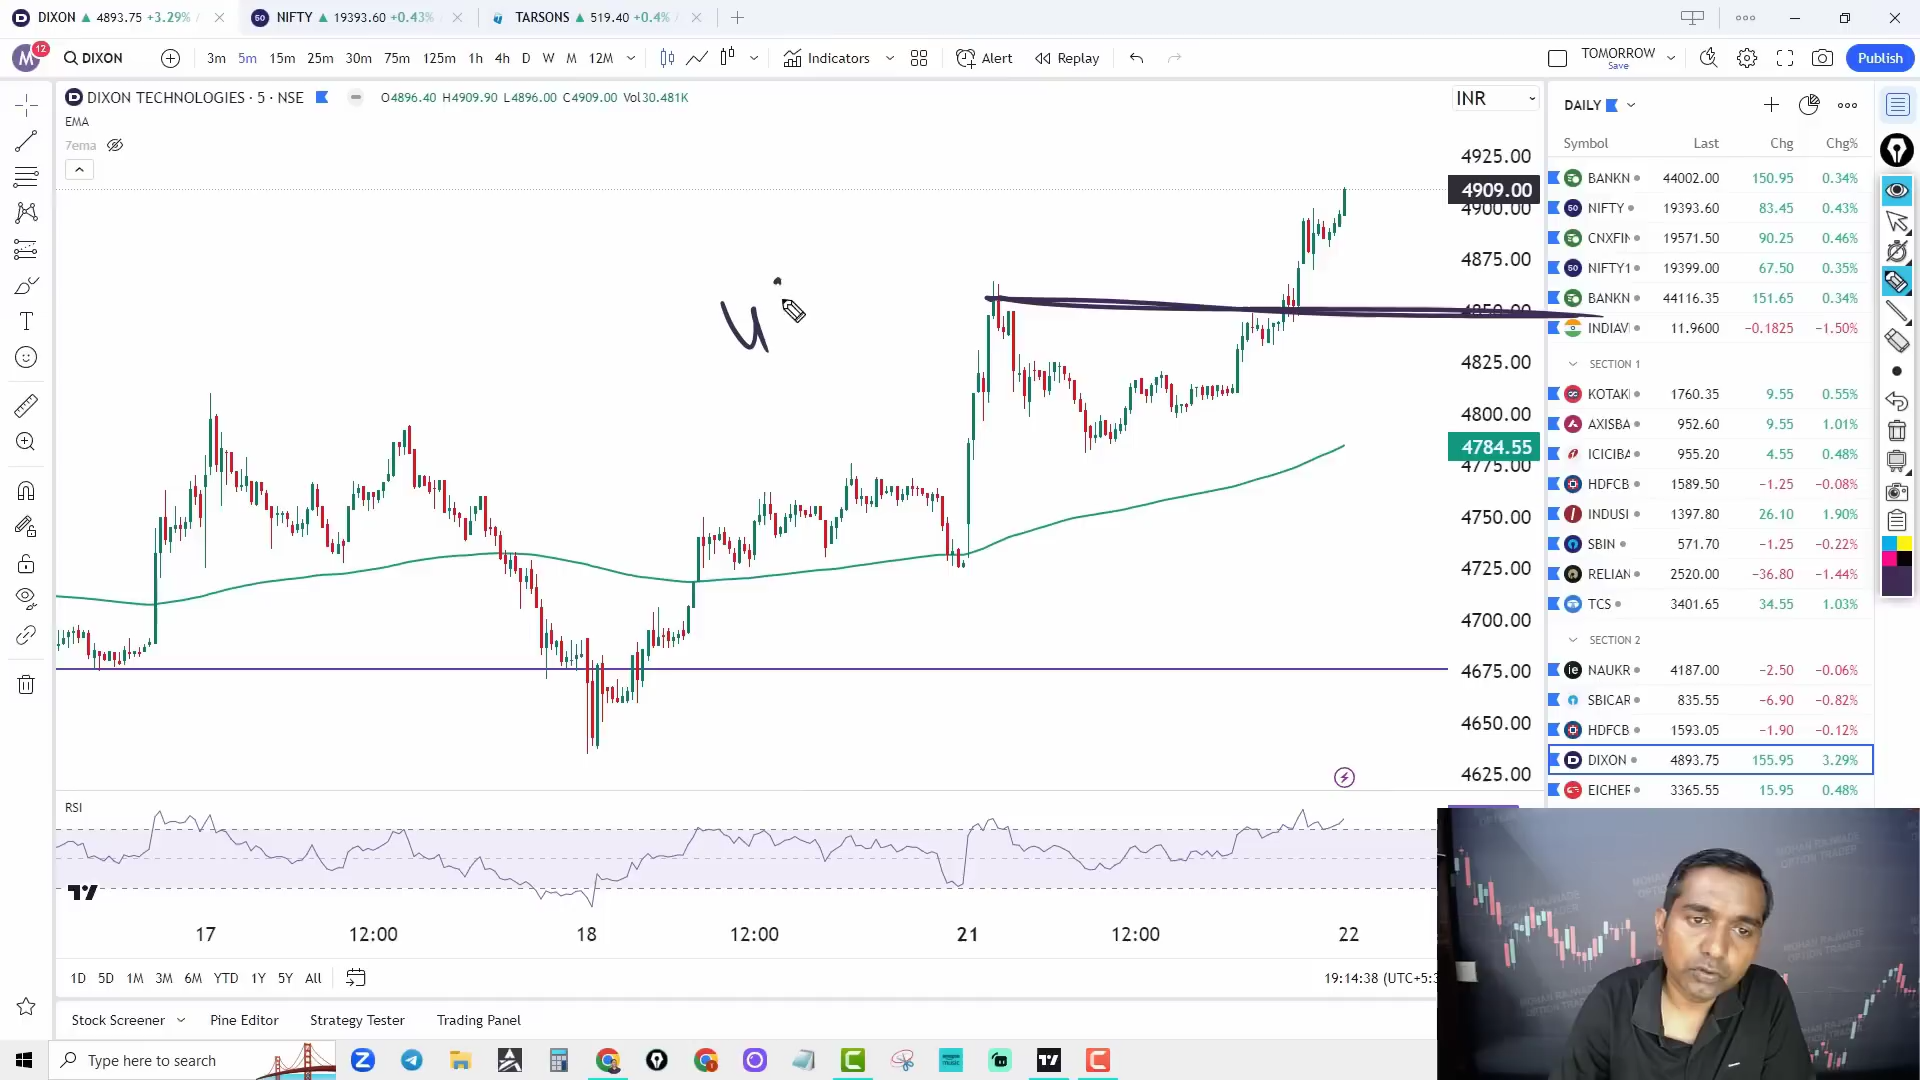 DIXON ▲ 4893.75 +3.29% /
NIFTY ▲ 19393.60 +0.43%
TARSONS ▲ 519.40 +0.4%
M 12 DIXON 3m 5m 15m 25m 30m 75m 125m 1h 4h D W M 12M Indicators Alert Replay TOMORROW Save Publish
DIXON TECHNOLOGIES · 5 · NSE O4896.40 H4909.90 L4896.00 C4909.00 Vol30.481K
EMA
7ema
INR
4925.00
4909.00
4900.00
4875.00
4850.00
4825.00
4800.00
4784.55
4775.00
4750.00
4725.00
4700.00
4675.00
4650.00
4625.00
RSI
17 12:00 18 12:00 21 12:00 22
1D 5D 1M 3M 6M YTD 1Y 5Y All
19:14:38 (UTC+5:3
Stock Screener Pine Editor Strategy Tester Trading Panel
DAILY
Symbol Last Chg Chg%
BANKN 44002.00 150.95 0.34%
NIFTY 19393.60 83.45 0.43%
CNXFIN 19571.50 90.25 0.46%
NIFTY1 19399.00 67.50 0.35%
BANKN 44116.35 151.65 0.34%
INDIAV 11.9600 −0.1825 −1.50%
SECTION 1
KOTAK 1760.35 9.55 0.55%
AXISBA 952.60 9.55 1.01%
ICICIBA 955.20 4.55 0.48%
HDFCB 1589.50 −1.25 −0.08%
INDUSI 1397.80 26.10 1.90%
SBIN 571.70 −1.25 −0.22%
RELIAN 2520.00 −36.80 −1.44%
TCS 3401.65 34.55 1.03%
SECTION 2
NAUKR 4187.00 −2.50 −0.06%
SBICAR 835.55 −6.90 −0.82%
HDFCB 1593.05 −1.90 −0.12%
DIXON 4893.75 155.95 3.29%
EICHER 3365.55 15.95 0.48%
MOHAN RAJWADE
OPTION TRADER
Type here to search